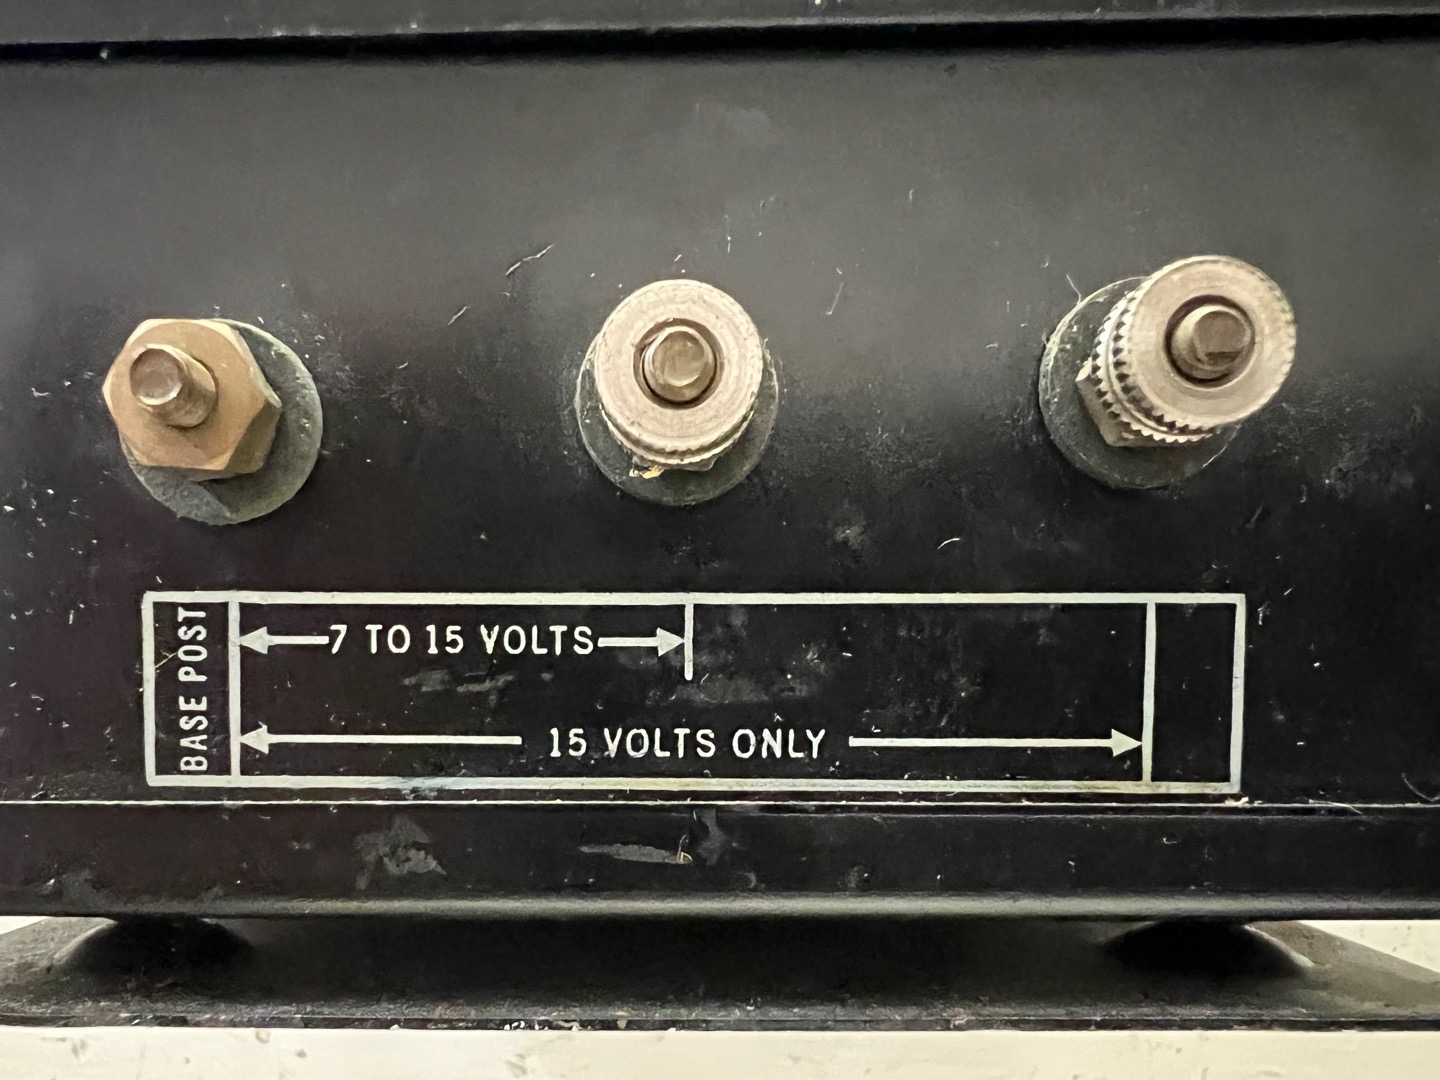 BASE POST
7 TO 15 VOLTS
15 VOLTS ONLY